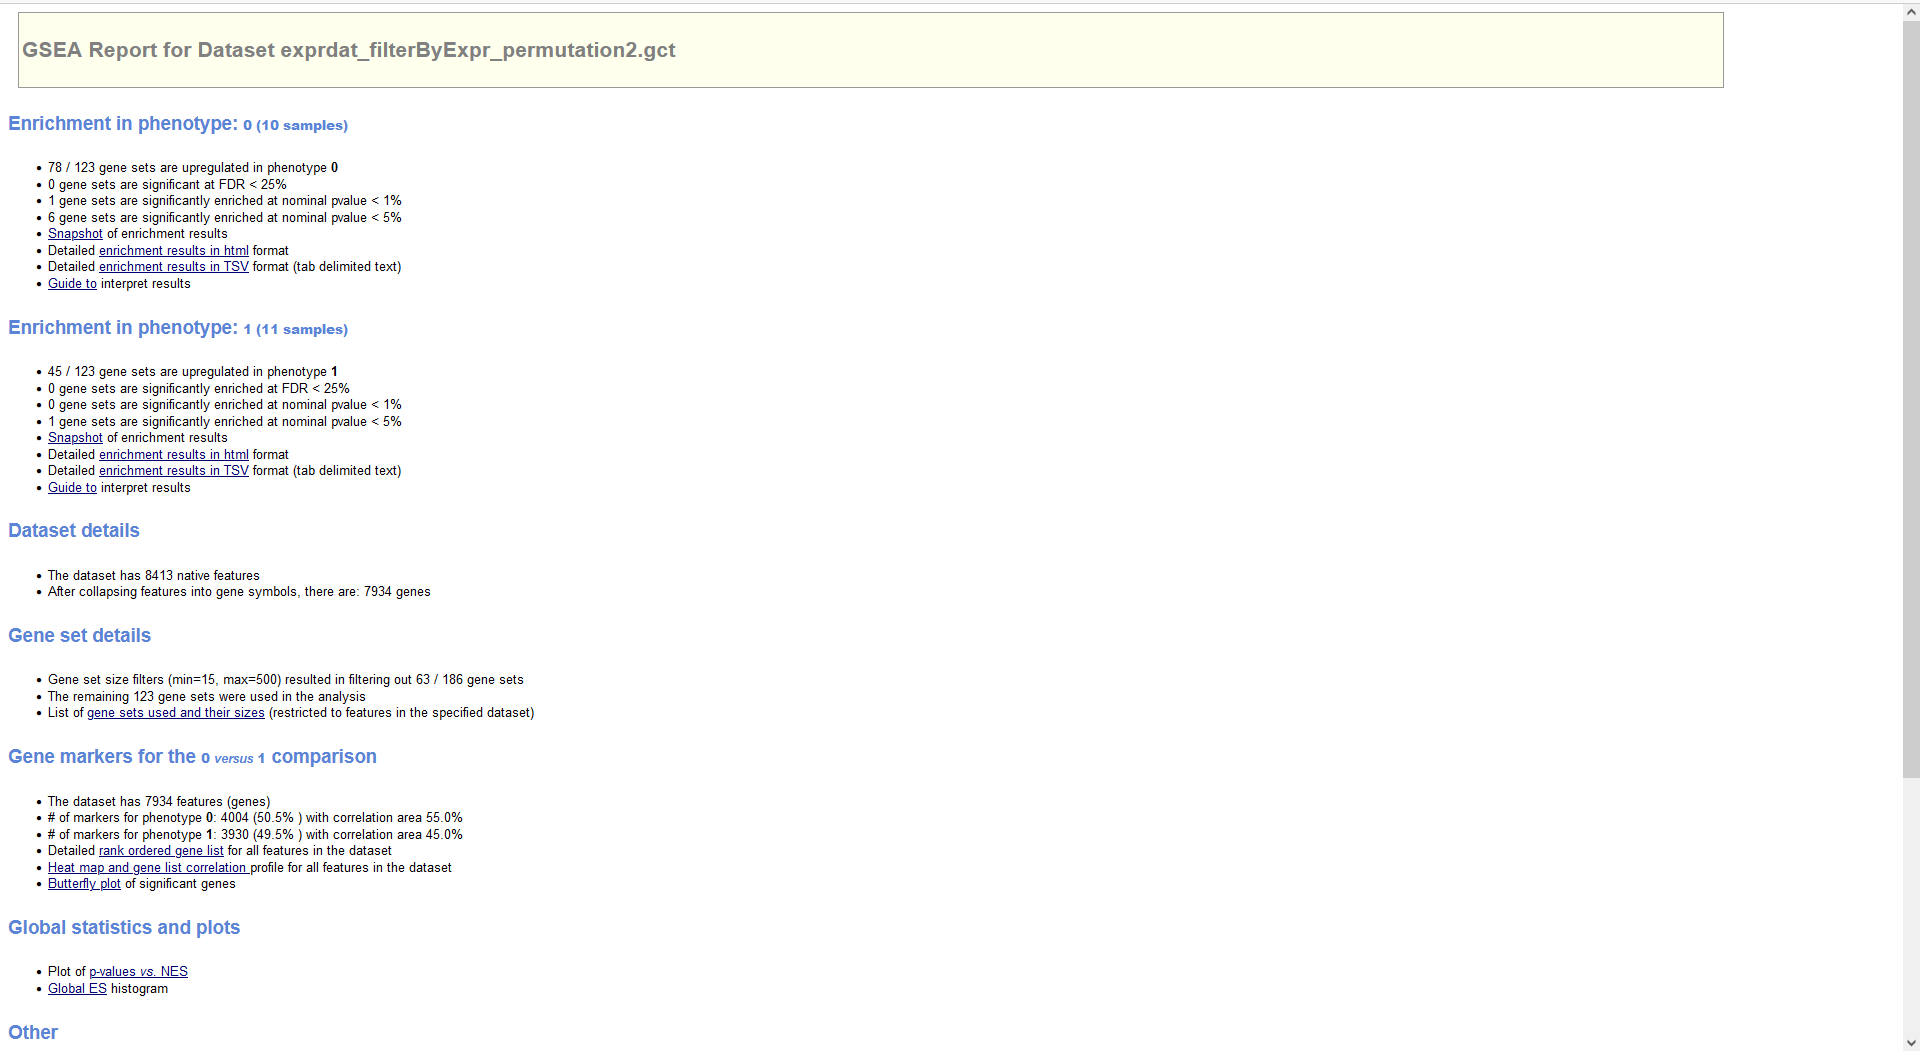 GSEA Report for Dataset exprdat_filterByExpr_permutation2.gct
Enrichment in phenotype: 0 (10 samples)
• 78 / 123 gene sets are upregulated in phenotype 0
• 0 gene sets are significant at FDR < 25%
• 1 gene sets are significantly enriched at nominal pvalue < 1%
• 6 gene sets are significantly enriched at nominal pvalue < 5%
• Snapshot of enrichment results
• Detailed enrichment results in html format
• Detailed enrichment results in TSV format (tab delimited text)
• Guide to interpret results
Enrichment in phenotype: 1 (11 samples)
• 45 / 123 gene sets are upregulated in phenotype 1
• 0 gene sets are significantly enriched at FDR < 25%
• 0 gene sets are significantly enriched at nominal pvalue < 1%
• 1 gene sets are significantly enriched at nominal pvalue < 5%
• Snapshot of enrichment results
• Detailed enrichment results in html format
• Detailed enrichment results in TSV format (tab delimited text)
• Guide to interpret results
Dataset details
• The dataset has 8413 native features
• After collapsing features into gene symbols, there are: 7934 genes
Gene set details
• Gene set size filters (min=15, max=500) resulted in filtering out 63 / 186 gene sets
• The remaining 123 gene sets were used in the analysis
• List of gene sets used and their sizes (restricted to features in the specified dataset)
Gene markers for the 0 versus 1 comparison
• The dataset has 7934 features (genes)
• # of markers for phenotype 0: 4004 (50.5% ) with correlation area 55.0%
• # of markers for phenotype 1: 3930 (49.5% ) with correlation area 45.0%
• Detailed rank ordered gene list for all features in the dataset
• Heat map and gene list correlation profile for all features in the dataset
• Butterfly plot of significant genes
Global statistics and plots
• Plot of p-values vs. NES
• Global ES histogram
Other